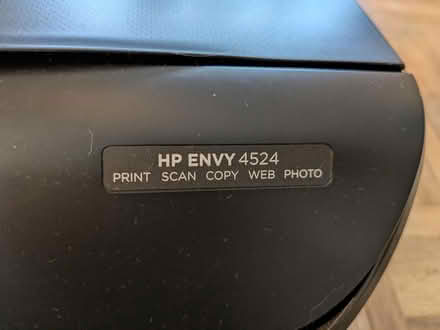 HP ENVY 4524
PRINT SCAN COPY WEB PHOTO